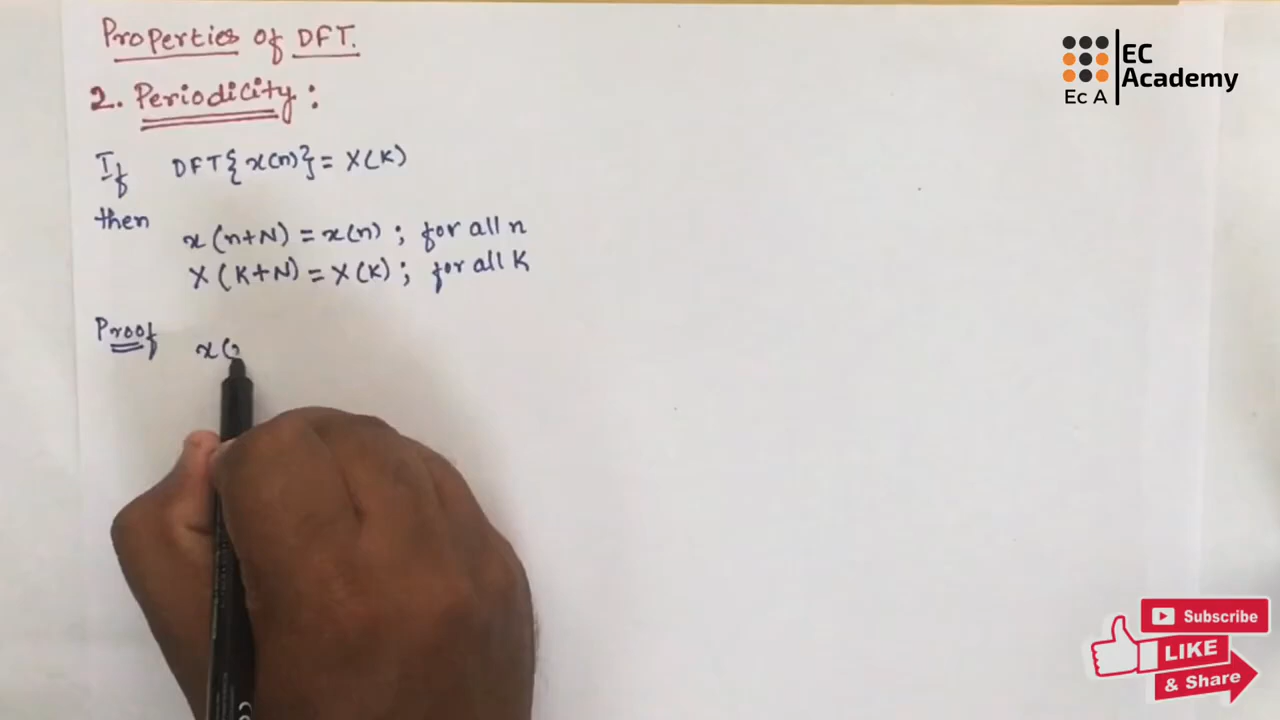 Properties of DFT.
2. Periodicity:
If DFT{x(n)} = X(K)
then
x(n+N) = x(n); for all n
X(K+N) = X(K); for all K
Proof x(
EC Academy
Ec A
Subscribe
LIKE
& Share